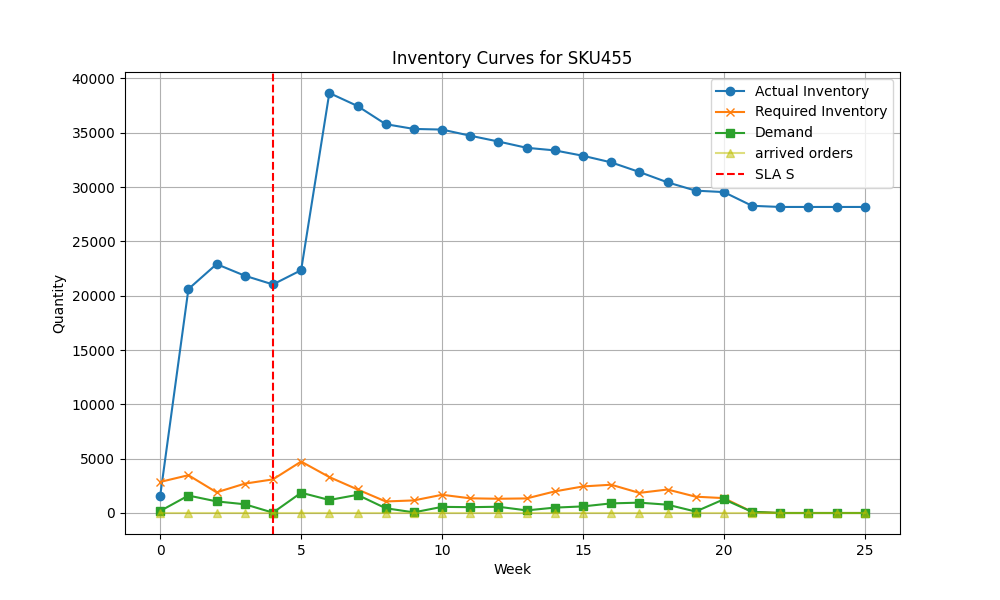 Inventory Curves for SKU455
40000
35000
30000
25000
20000
15000
10000
5000
0
Quantity
Actual Inventory
Required Inventory
Demand
arrived orders
SLA S
0 5 10 15 20 25
Week